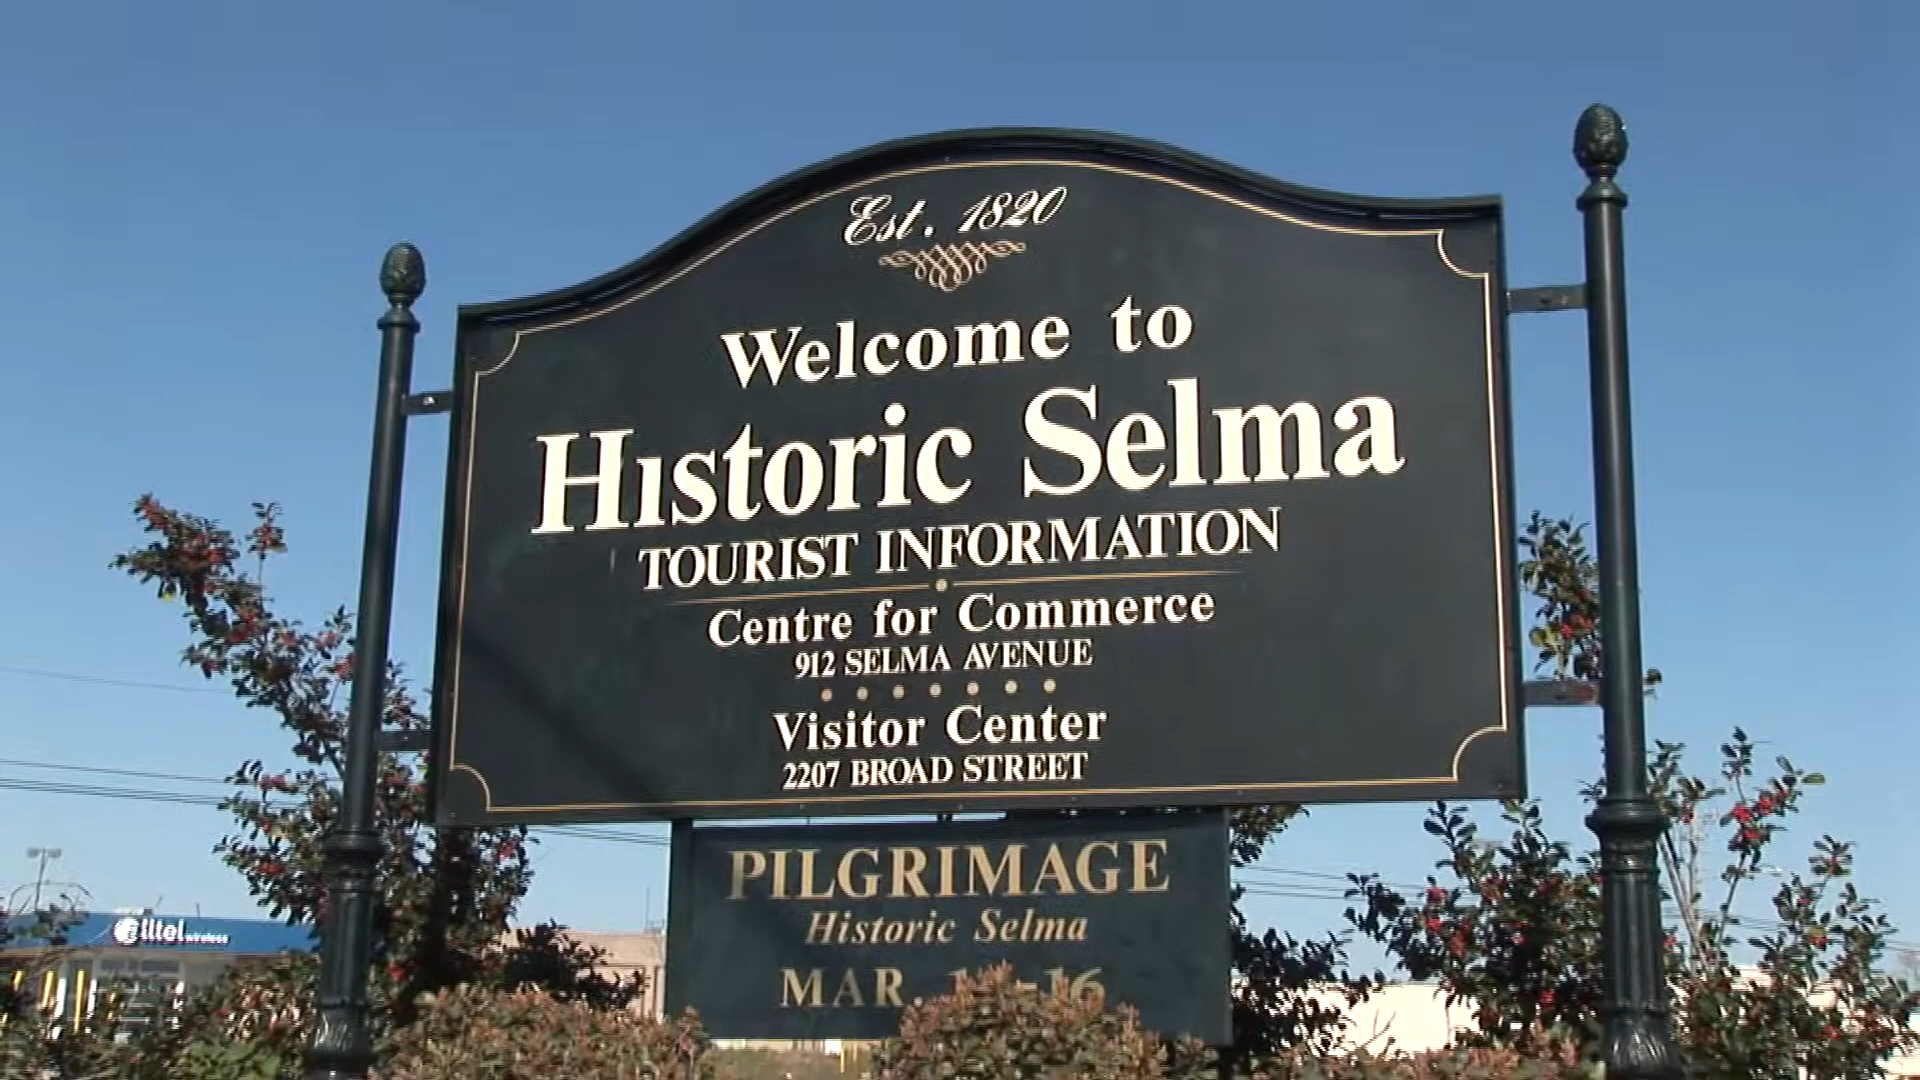 Est. 1820
Welcome to
Historic Selma
TOURIST INFORMATION
Centre for Commerce
912 SELMA AVENUE
Visitor Center
2207 BROAD STREET
PILGRIMAGE
Historic Selma
MAR.
alltel wireless